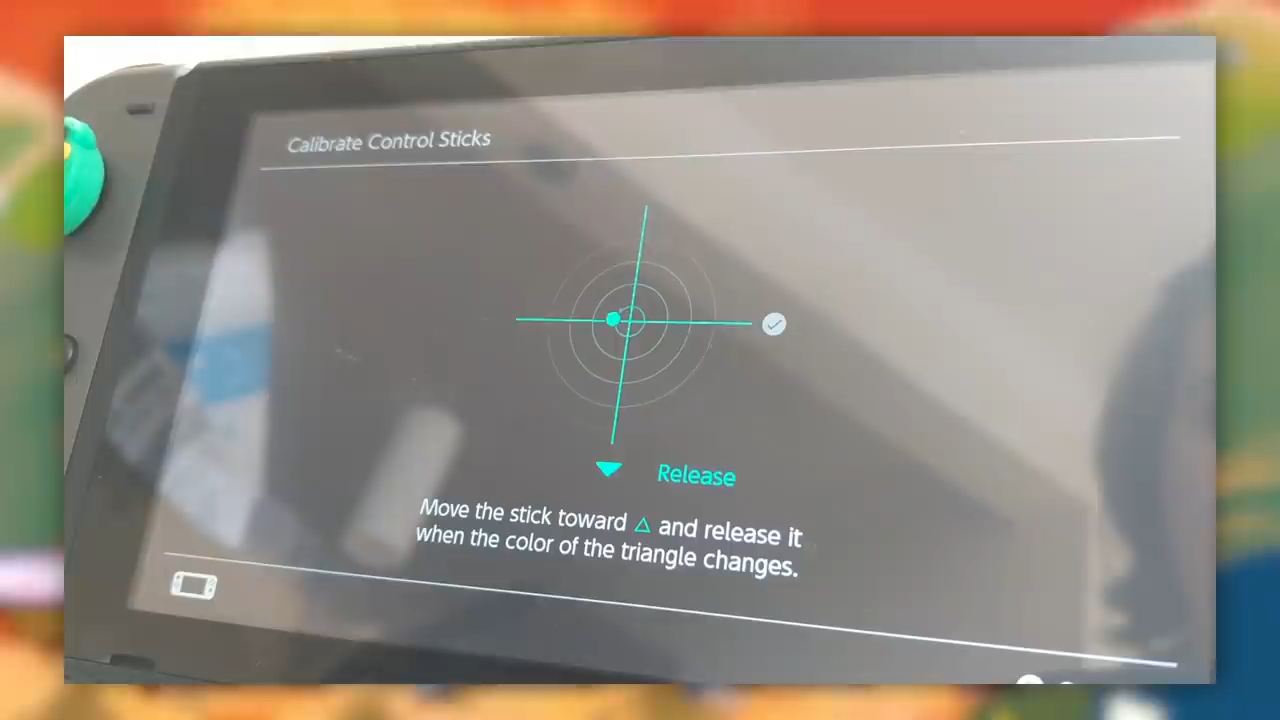 Calibrate Control Sticks
Release
Move the stick toward △ and release it
when the color of the triangle changes.